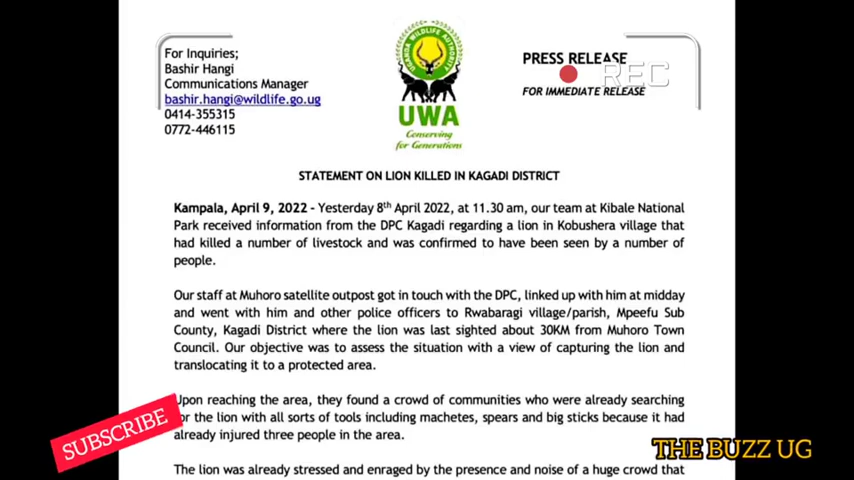 For Inquiries;
Bashir Hangi
Communications Manager
bashir.hangi@wildlife.go.ug
0414-355315
0772-446115
UGANDA WILDLIFE AUTHORITY
UWA
Conserving
for Generations
PRESS RELEASE
REC
FOR IMMEDIATE RELEASE
STATEMENT ON LION KILLED IN KAGADI DISTRICT
Kampala, April 9, 2022 - Yesterday 8th April 2022, at 11.30 am, our team at Kibale National
Park received information from the DPC Kagadi regarding a lion in Kobushera village that
had killed a number of livestock and was confirmed to have been seen by a number of
people.
Our staff at Muhoro satellite outpost got in touch with the DPC, linked up with him at midday
and went with him and other police officers to Rwabaragi village/parish, Mpeefu Sub
County, Kagadi District where the lion was last sighted about 30KM from Muhoro Town
Council. Our objective was to assess the situation with a view of capturing the lion and
translocating it to a protected area.
Upon reaching the area, they found a crowd of communities who were already searching
for the lion with all sorts of tools including machetes, spears and big sticks because it had
already injured three people in the area.
The lion was already stressed and enraged by the presence and noise of a huge crowd that
SUBSCRIBE
THE BUZZ UG